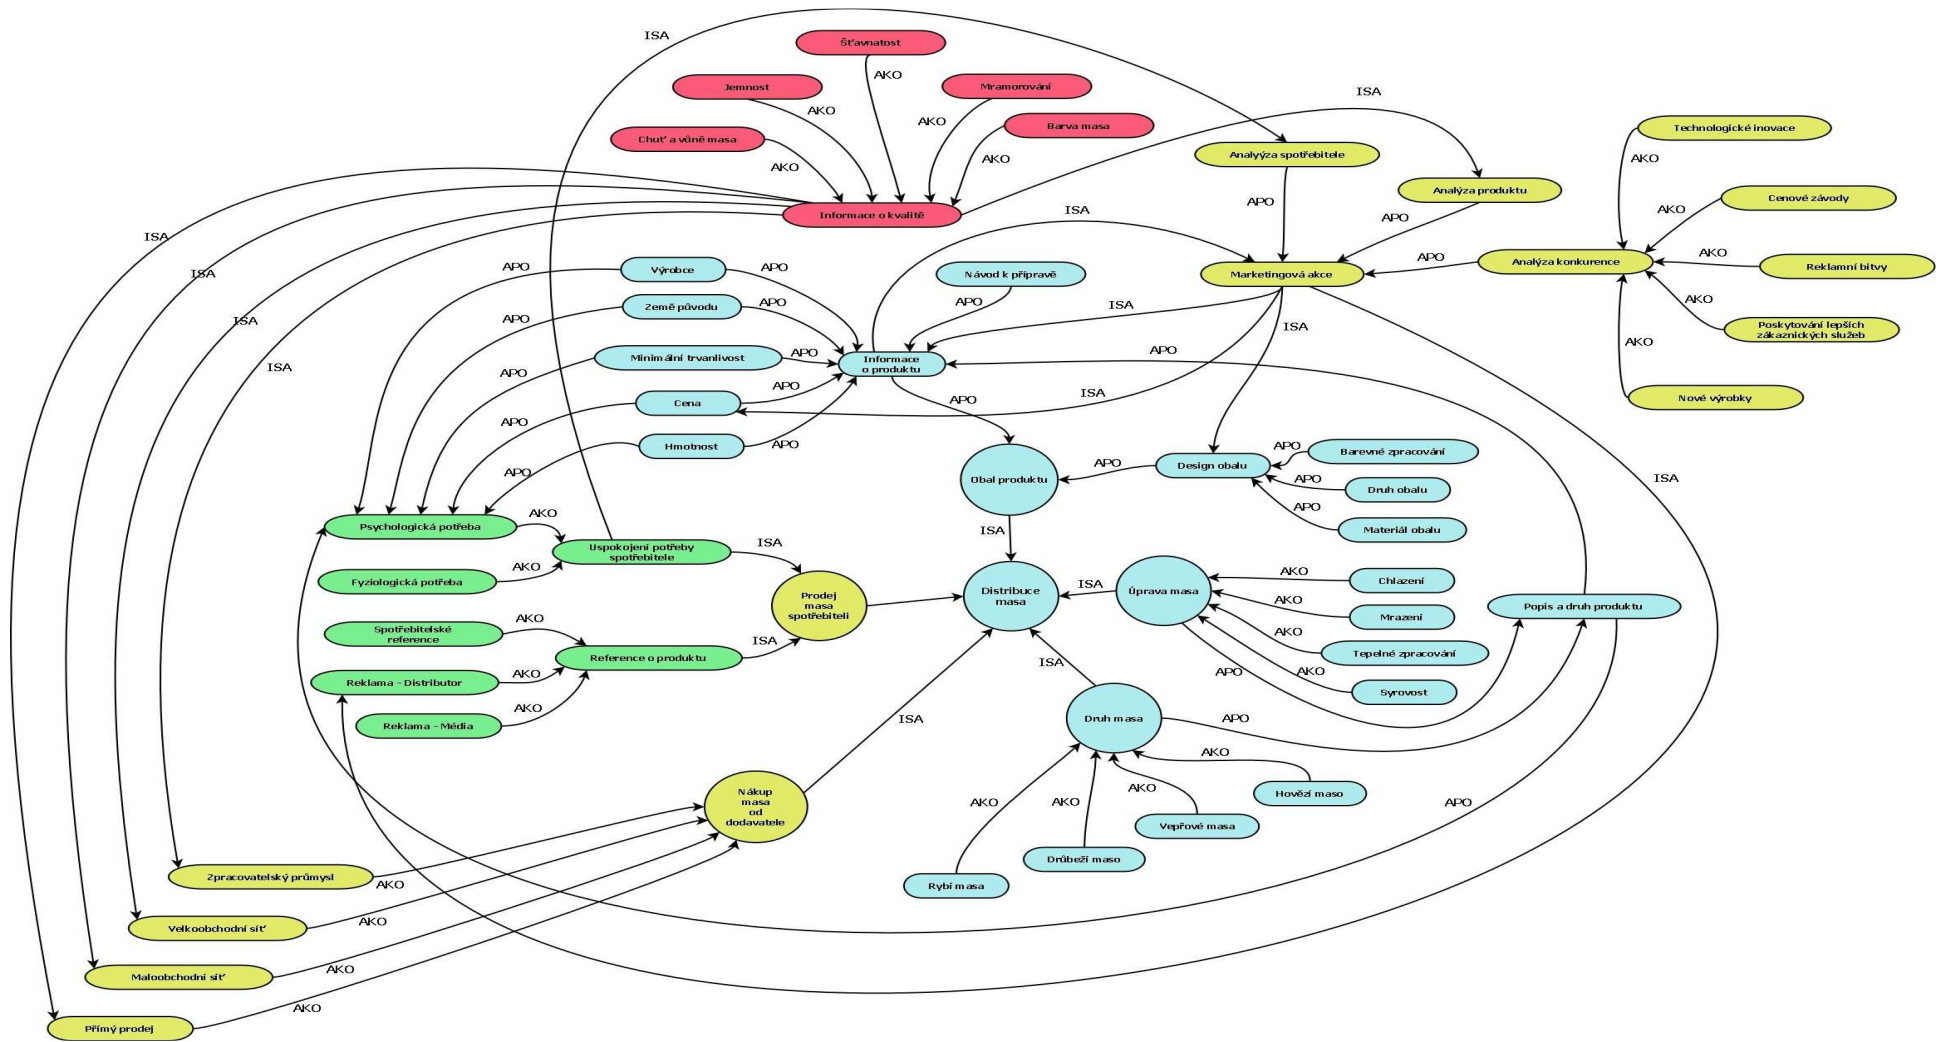 ISA
Šťavnatost
AKO
Jemnost
AKO
Mramorování
AKO
Chuť a vůně masa
AKO
Barva masa
AKO
ISA
Technologické inovace
AKO
Analyýza spotřebitele
APO
Analýza produktu
APO
Cenové závody
AKO
Informace o kvalitě
ISA
ISA
ISA
ISA
ISA
Výrobce
APO
APO
Návod k přípravě
APO
Marketingová akce
APO
Analýza konkurence
AKO
Reklamní bitvy
Země původu
APO
APO
ISA
ISA
AKO
Poskytování lepších
zákaznických služeb
Minimální trvanlivost
APO
APO
Informace
o produktu
APO
AKO
Nové výrobky
Cena
APO
APO
APO
ISA
Hmotnost
APO
APO
Obal produktu
APO
Design obalu
APO
Barevné zpracování
APO
Druh obalu
APO
Materiál obalu
ISA
Psychologická potřeba
AKO
Uspokojení potřeby
spotřebitele
ISA
Fyziologická potřeba
AKO
ISA
Prodej
masa
spotřebiteli
Distribuce
masa
ISA
Úprava masa
AKO
Chlazení
AKO
Mrazení
AKO
Tepelné zpracování
AKO
Syrovost
APO
Popis a druh produktu
Spotřebitelské
reference
AKO
Reference o produktu
ISA
Reklama - Distributor
AKO
Reklama - Média
AKO
ISA
ISA
Druh masa
APO
AKO
Hovězí maso
AKO
Vepřové masa
AKO
Drůbeží maso
AKO
Rybí masa
APO
Nákup
masa
od
dodavatele
Zpracovatelský průmysl
AKO
Velkoobchodní síť
AKO
Maloobchodní síť
AKO
Přímý prodej
AKO